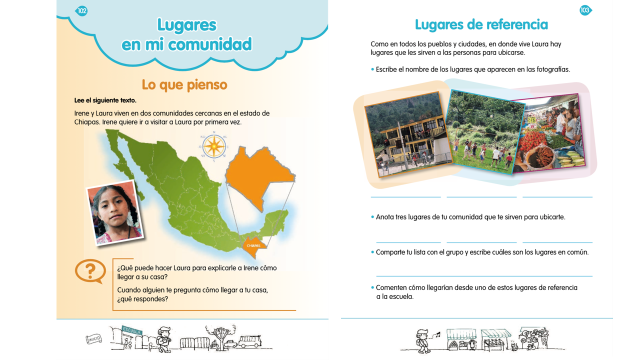 102
Lugares
en mi comunidad
Lo que pienso
Lee el siguiente texto.
Irene y Laura viven en dos comunidades cercanas en el estado de
Chiapas. Irene quiere ir a visitar a Laura por primera vez.
?
¿Qué puede hacer Laura para explicarle a Irene cómo
llegar a su casa?
Cuando alguien te pregunta cómo llegar a tu casa,
¿qué respondes?
103
Lugares de referencia
Como en todos los pueblos y ciudades, en donde vive Laura hay
lugares que les sirven a las personas para ubicarse.
• Escribe el nombre de los lugares que aparecen en las fotografías.
• Anota tres lugares de tu comunidad que te sirven para ubicarte.
• Comparte tu lista con el grupo y escribe cuáles son los lugares en común.
• Comenten cómo llegarían desde uno de estos lugares de referencia
a la escuela.